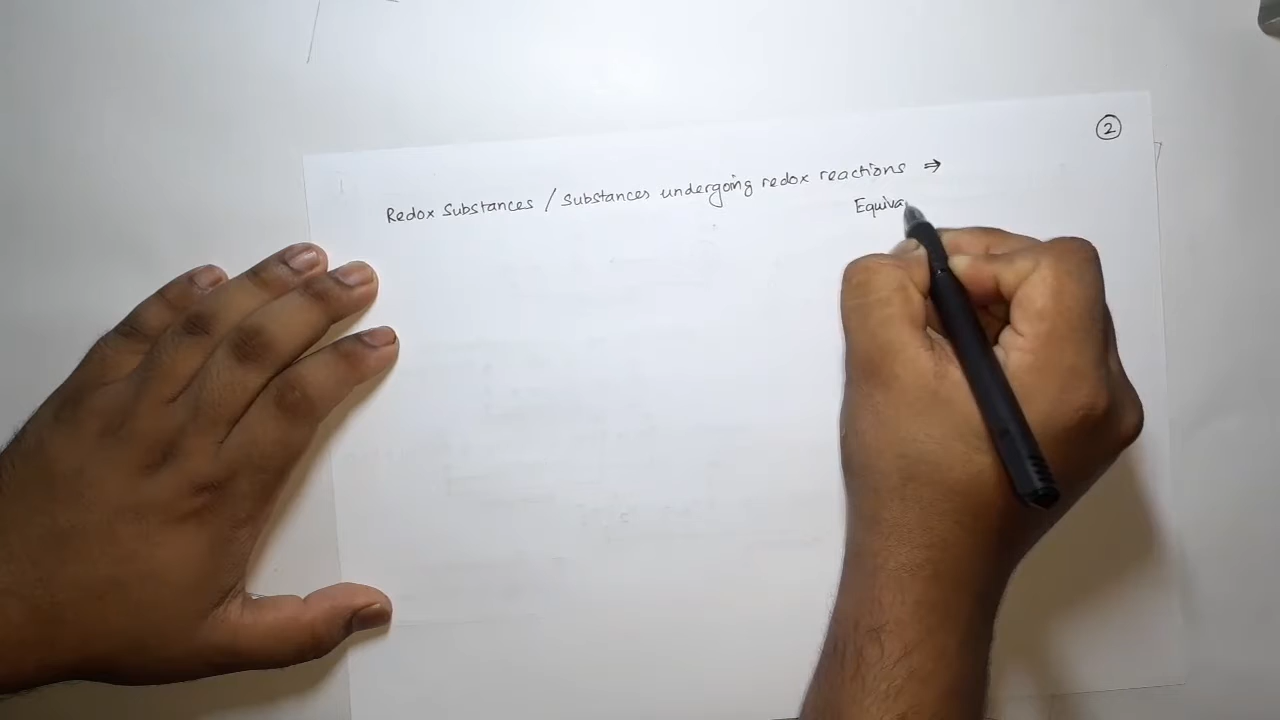 ②
Redox Substances / Substances undergoing redox reactions ⇒
Equiva